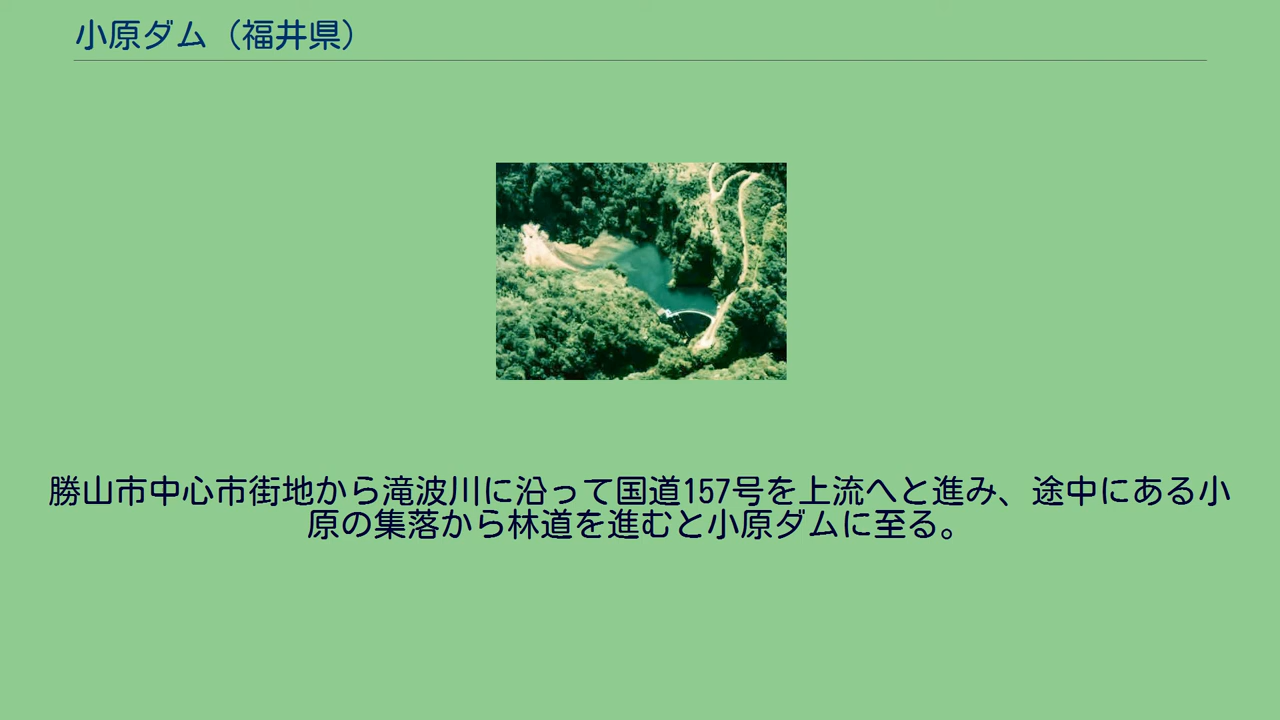 小原ダム（福井県）
勝山市中心市街地から滝波川に沿って国道157号を上流へと進み、途中にある小
原の集落から林道を進むと小原ダムに至る。